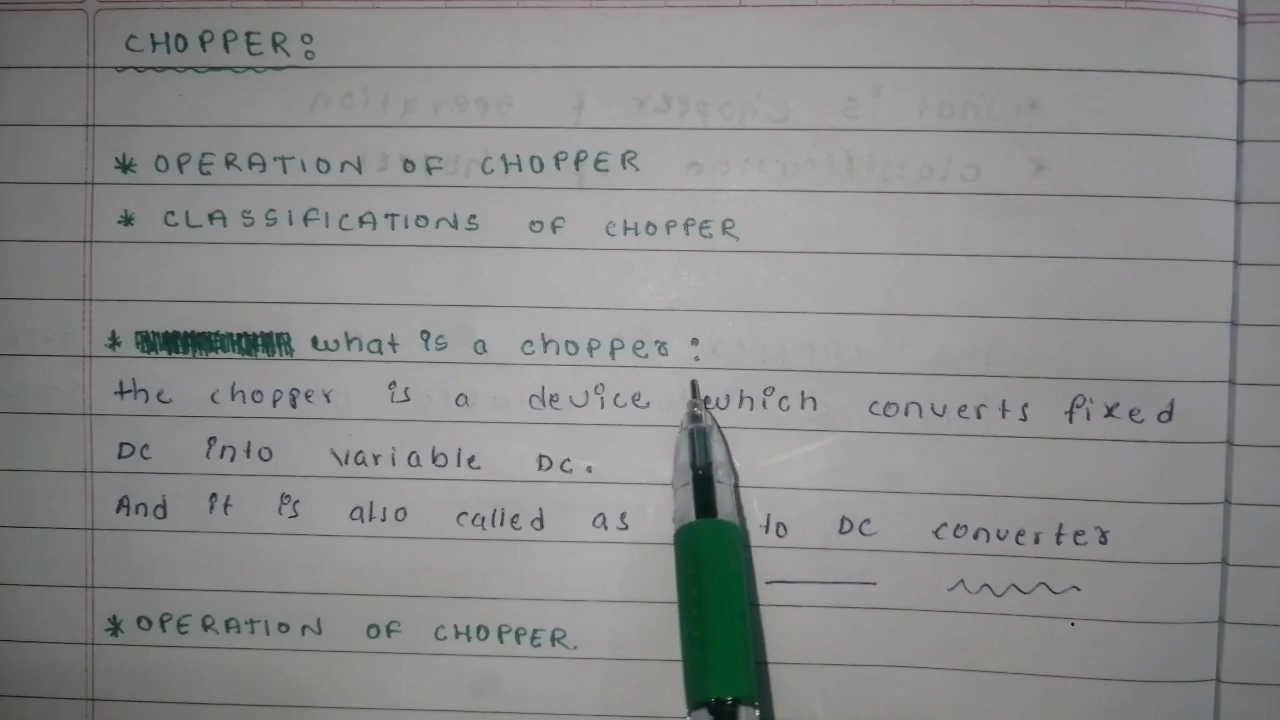 CHOPPER:
* OPERATION OF CHOPPER
* CLASSIFICATIONS OF CHOPPER
* what is a chopper:
the chopper is a device which converts fixed
DC into variable DC.
And it is also called as to DC converter
* OPERATION OF CHOPPER.